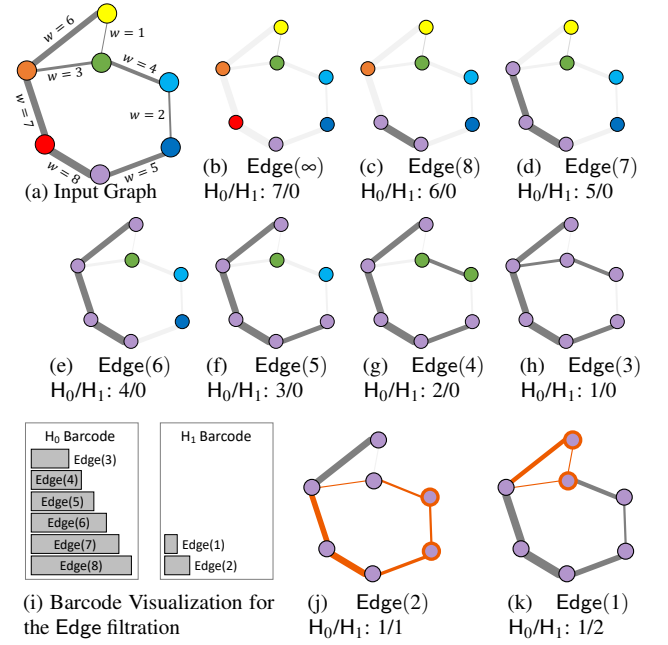 w = 6
w = 1
w = 3
w = 4
w = 7
w = 2
w = 8
w = 5
(a) Input Graph
(b) Edge(∞)
H₀/H₁: 7/0
(c) Edge(8)
H₀/H₁: 6/0
(d) Edge(7)
H₀/H₁: 5/0
(e) Edge(6)
H₀/H₁: 4/0
(f) Edge(5)
H₀/H₁: 3/0
(g) Edge(4)
H₀/H₁: 2/0
(h) Edge(3)
H₀/H₁: 1/0
H₀ Barcode
Edge(3)
Edge(4)
Edge(5)
Edge(6)
Edge(7)
Edge(8)
H₁ Barcode
Edge(1)
Edge(2)
(i) Barcode Visualization for
the Edge filtration
(j) Edge(2)
H₀/H₁: 1/1
(k) Edge(1)
H₀/H₁: 1/2